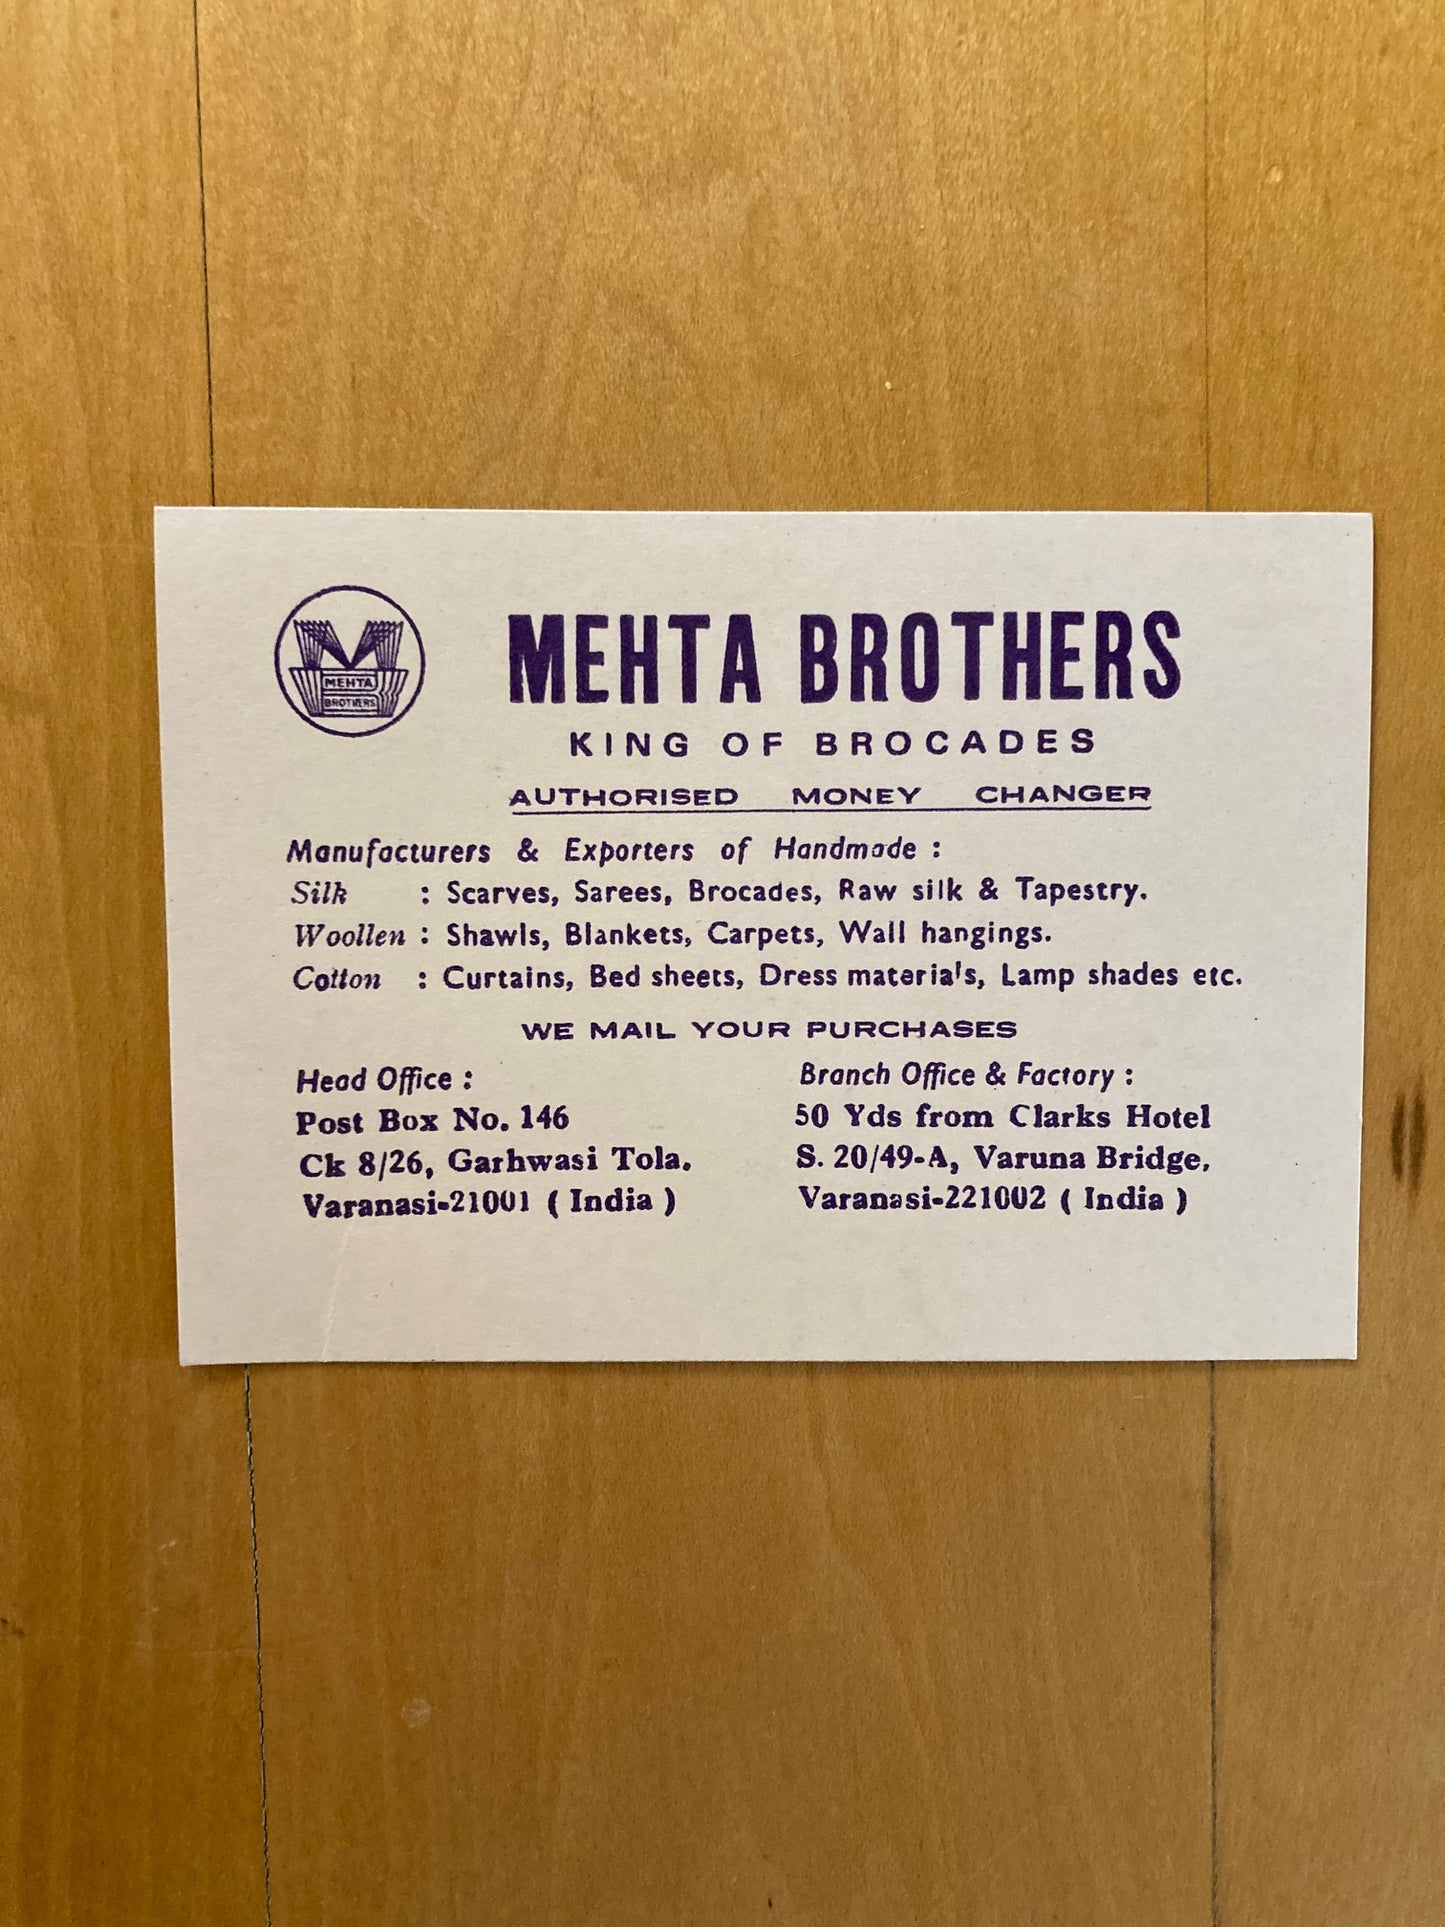 MEHTA
BROTHERS
MEHTA BROTHERS
KING OF BROCADES
AUTHORISED MONEY CHANGER
Manufacturers & Exporters of Handmade :
Silk : Scarves, Sarees, Brocades, Raw silk & Tapestry.
Woollen : Shawls, Blankets, Carpets, Wall hangings.
Cotton : Curtains, Bed sheets, Dress materials, Lamp shades etc.
WE MAIL YOUR PURCHASES
Head Office :
Post Box No. 146
Ck 8/26, Garhwasi Tola.
Varanasi-21001 ( India )
Branch Office & Factory :
50 Yds from Clarks Hotel
S. 20/49-A, Varuna Bridge,
Varanasi-221002 ( India )